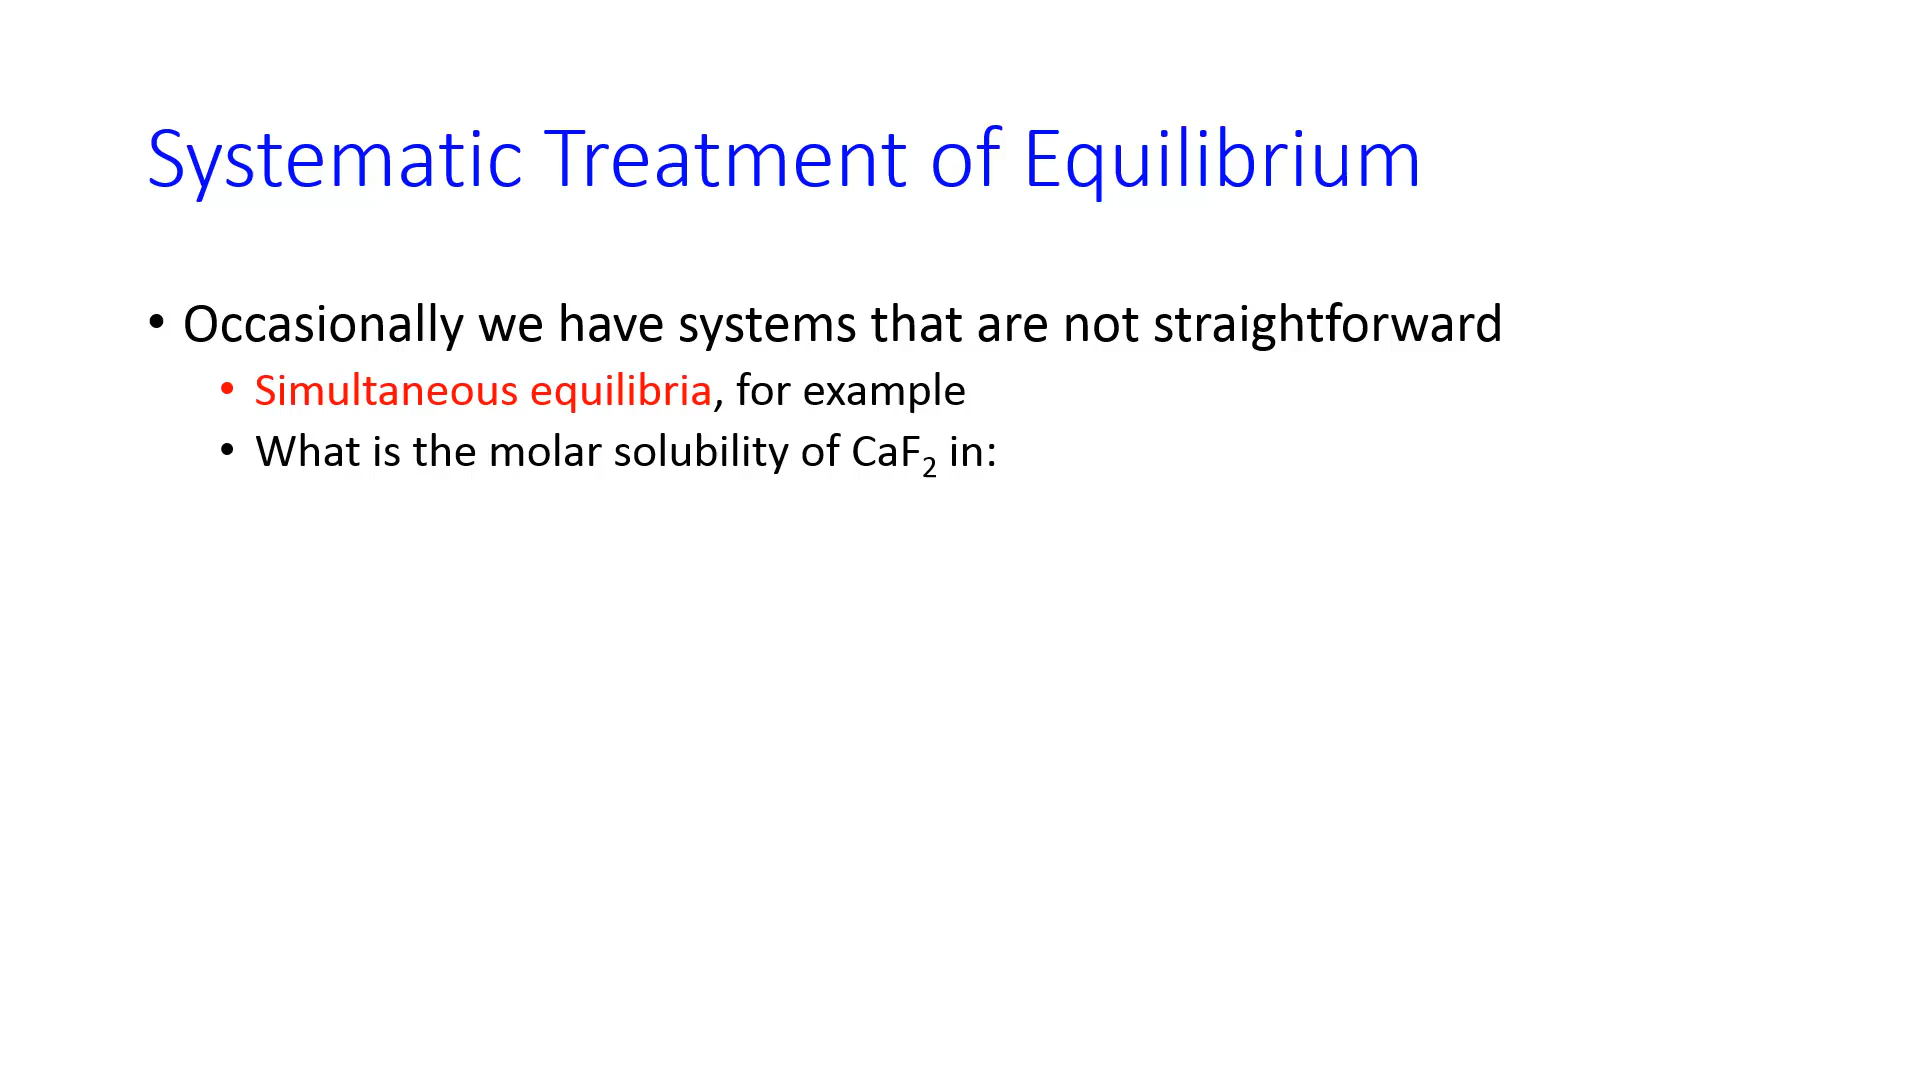 Systematic Treatment of Equilibrium
• Occasionally we have systems that are not straightforward
• Simultaneous equilibria, for example
• What is the molar solubility of CaF₂ in: